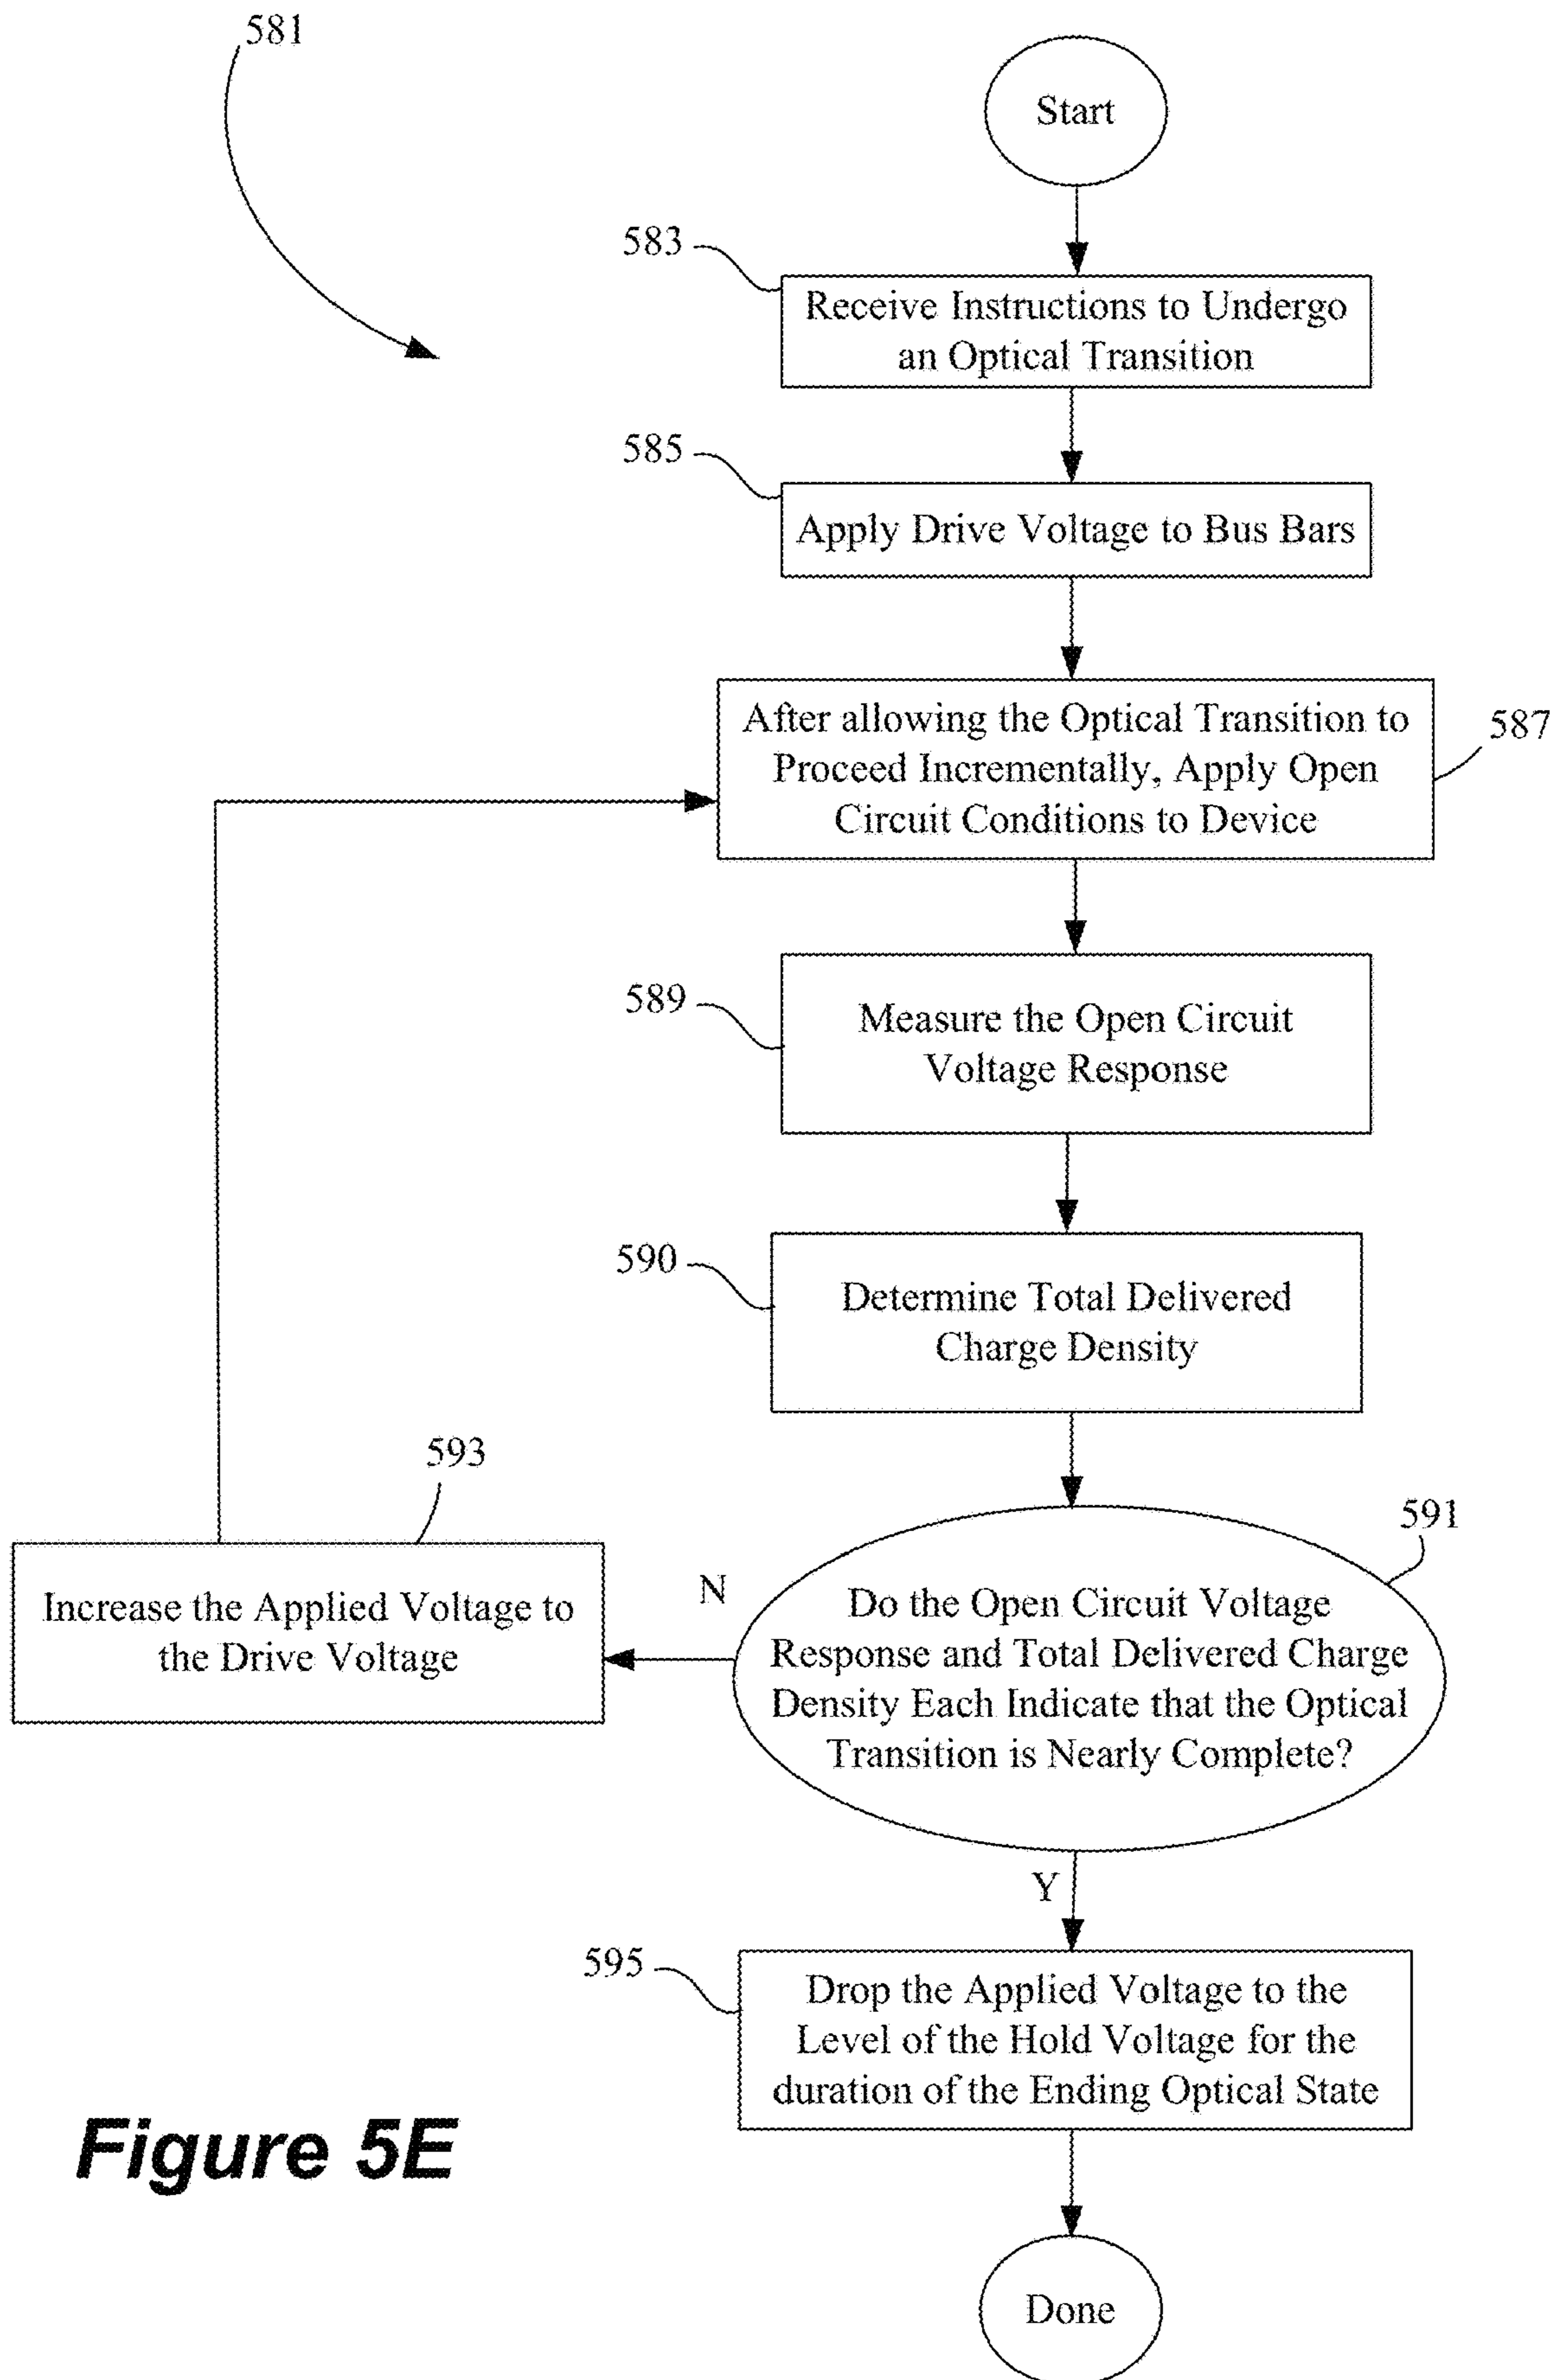 581
Start
583
Receive Instructions to Undergo
an Optical Transition
585
Apply Drive Voltage to Bus Bars
After allowing the Optical Transition to
Proceed Incrementally, Apply Open
Circuit Conditions to Device
587
589
Measure the Open Circuit
Voltage Response
590
Determine Total Delivered
Charge Density
593
Increase the Applied Voltage to
the Drive Voltage
N
591
Do the Open Circuit Voltage
Response and Total Delivered Charge
Density Each Indicate that the Optical
Transition is Nearly Complete?
Y
595
Drop the Applied Voltage to the
Level of the Hold Voltage for the
duration of the Ending Optical State
Figure 5E
Done